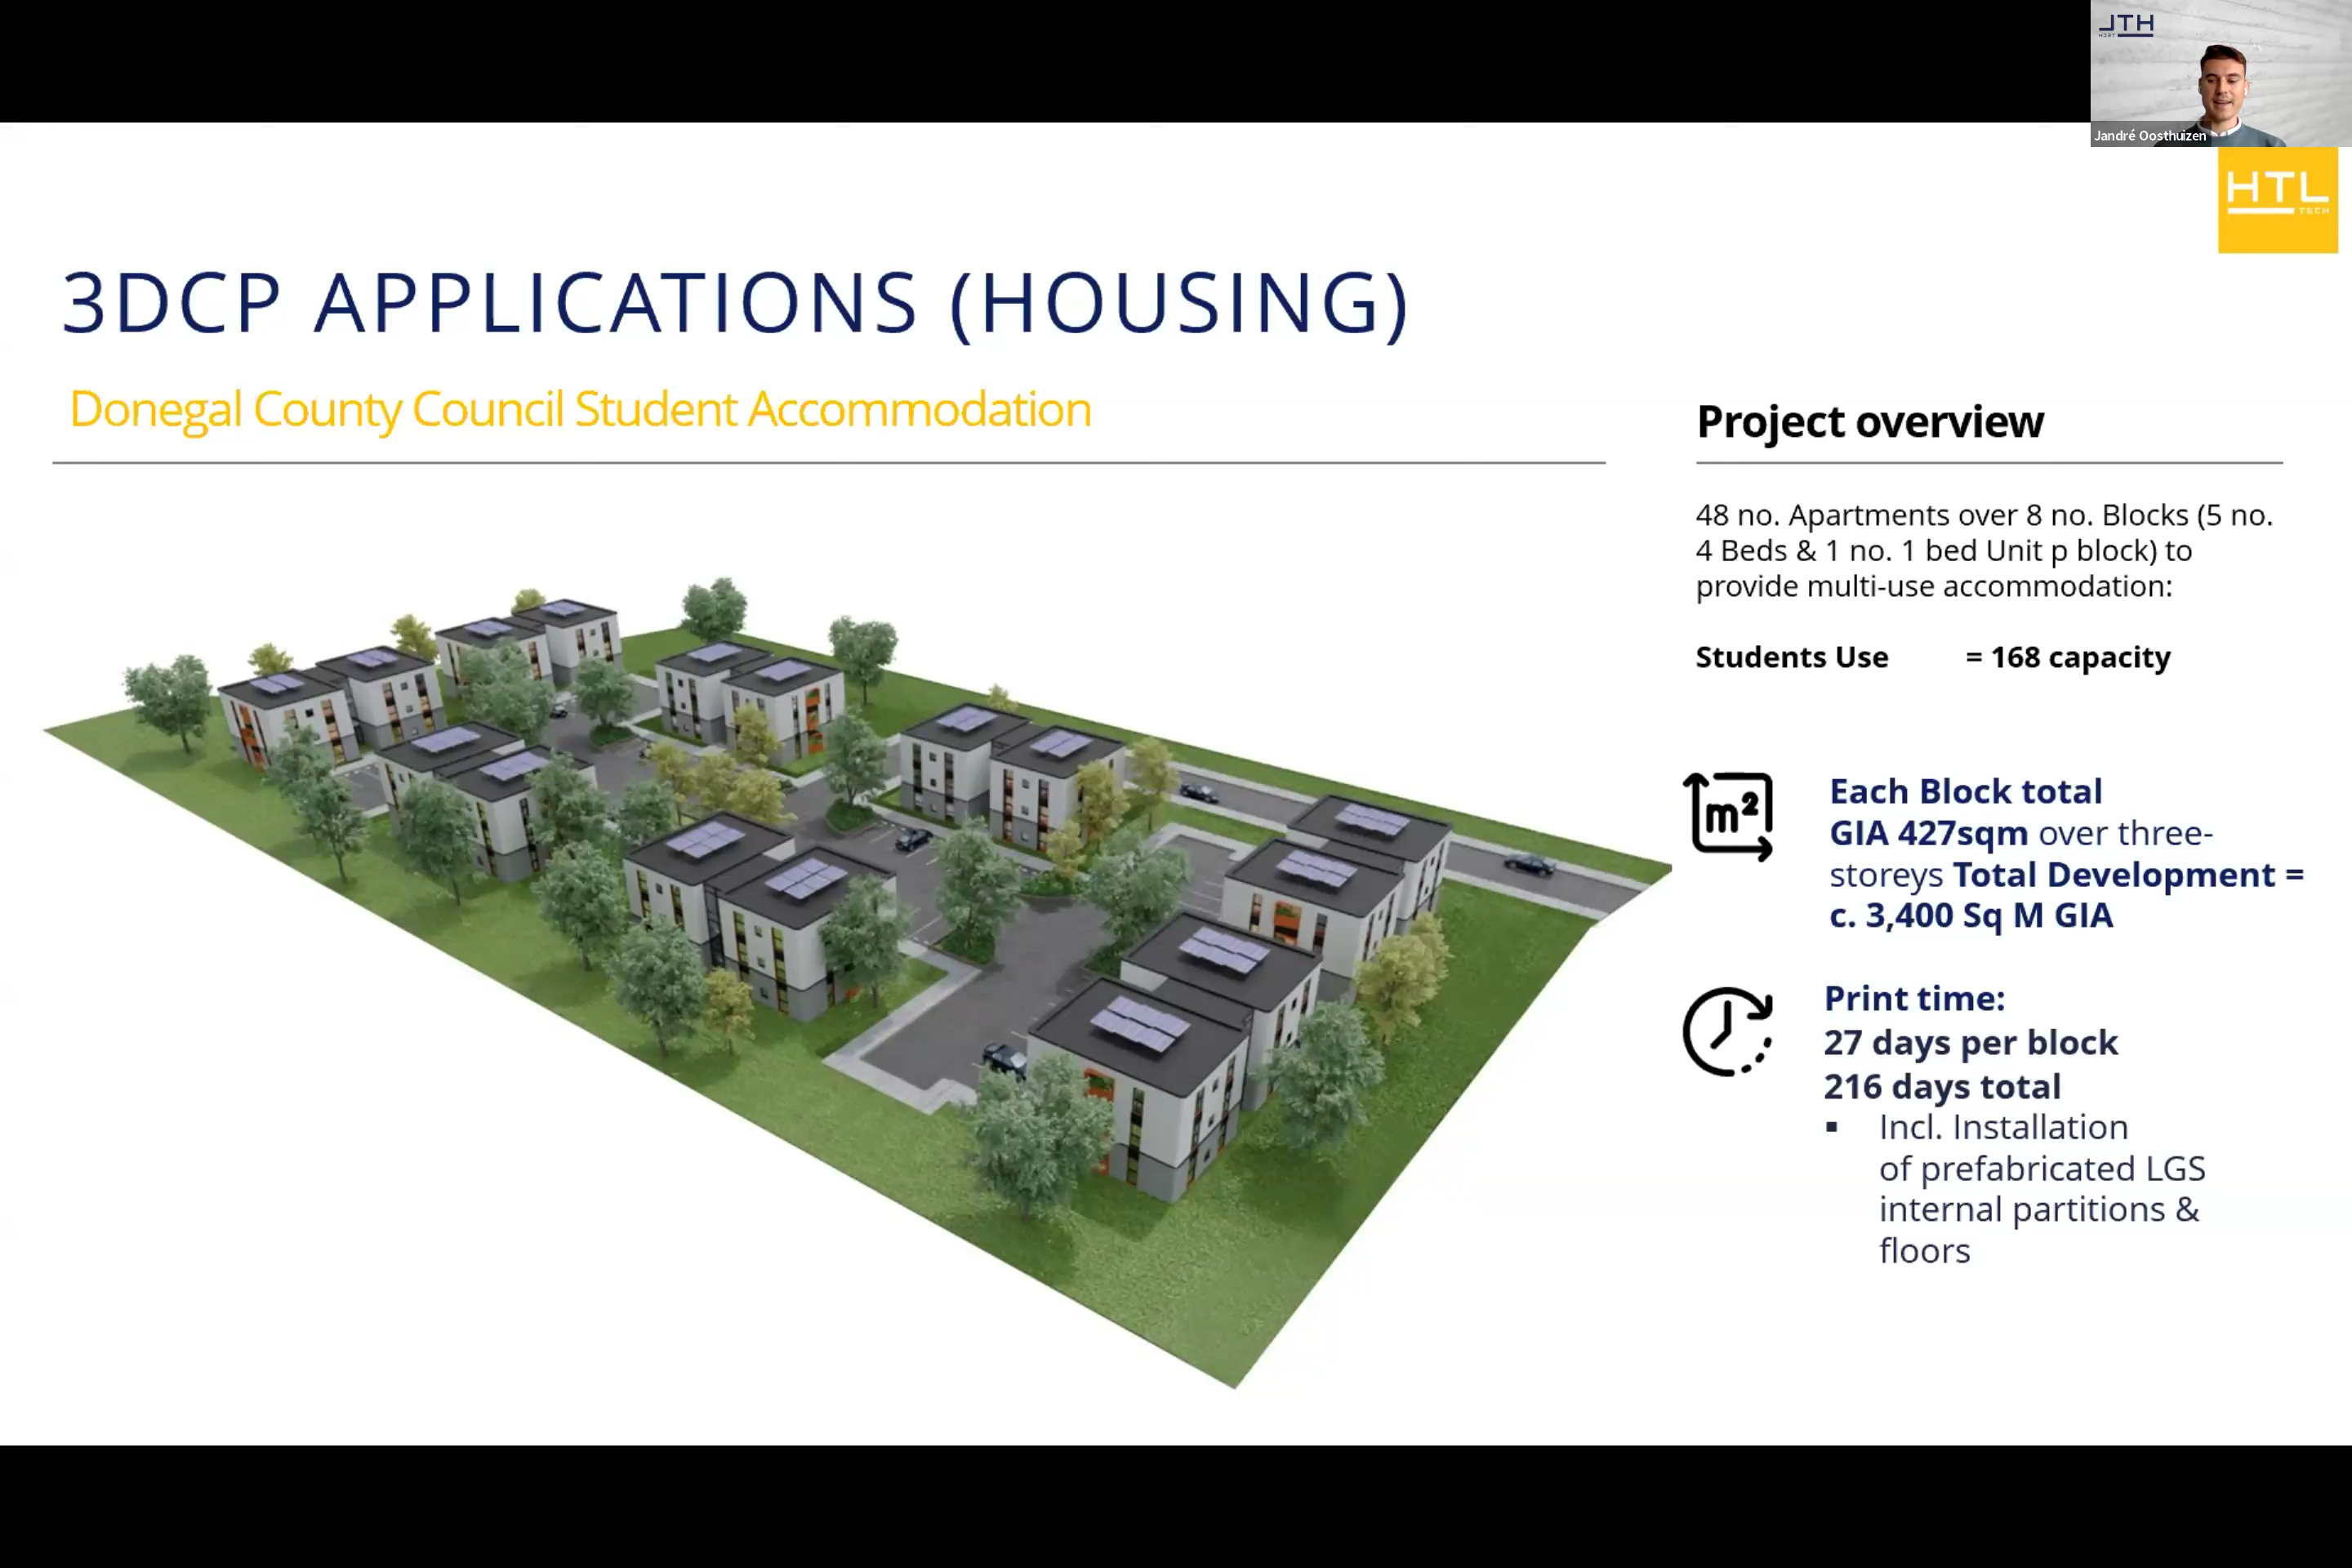 JTH
Jandré Oosthuizen
HTL
TECH
3DCP APPLICATIONS (HOUSING)
Donegal County Council Student Accommodation
Project overview
48 no. Apartments over 8 no. Blocks (5 no.
4 Beds & 1 no. 1 bed Unit p block) to
provide multi-use accommodation:
Students Use = 168 capacity
m²
Each Block total
GIA 427sqm over three-
storeys Total Development =
c. 3,400 Sq M GIA
Print time:
27 days per block
216 days total
▪ Incl. Installation
of prefabricated LGS
internal partitions &
floors